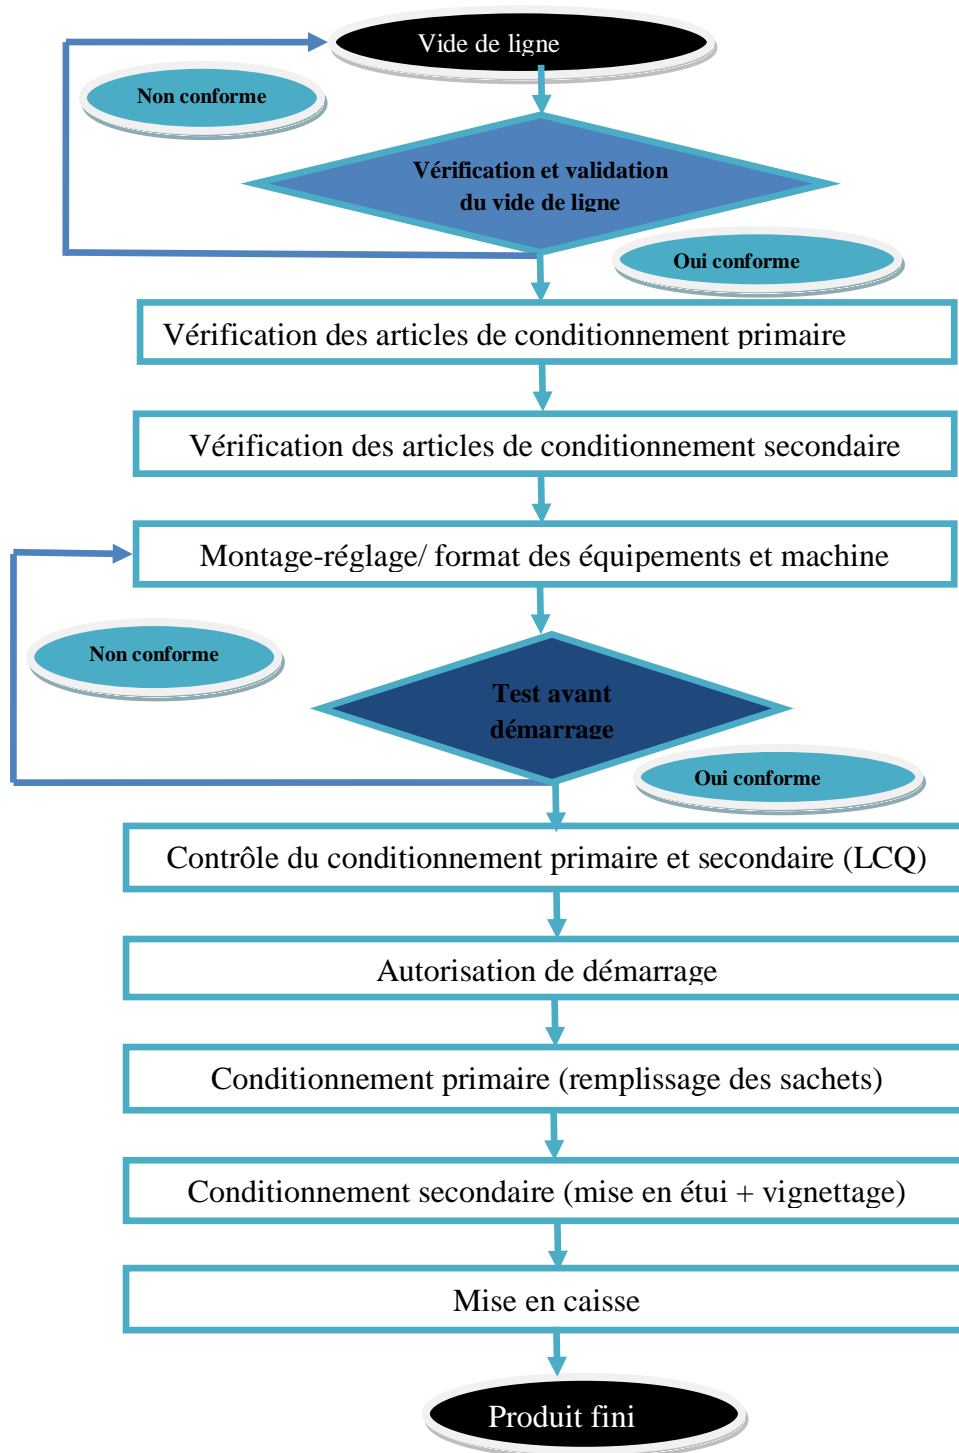 Vide de ligne
Non conforme
Vérification et validation
du vide de ligne
Oui conforme
Vérification des articles de conditionnement primaire
Vérification des articles de conditionnement secondaire
Montage-réglage/ format des équipements et machine
Non conforme
Test avant
démarrage
Oui conforme
Contrôle du conditionnement primaire et secondaire (LCQ)
Autorisation de démarrage
Conditionnement primaire (remplissage des sachets)
Conditionnement secondaire (mise en étui + vignettage)
Mise en caisse
Produit fini